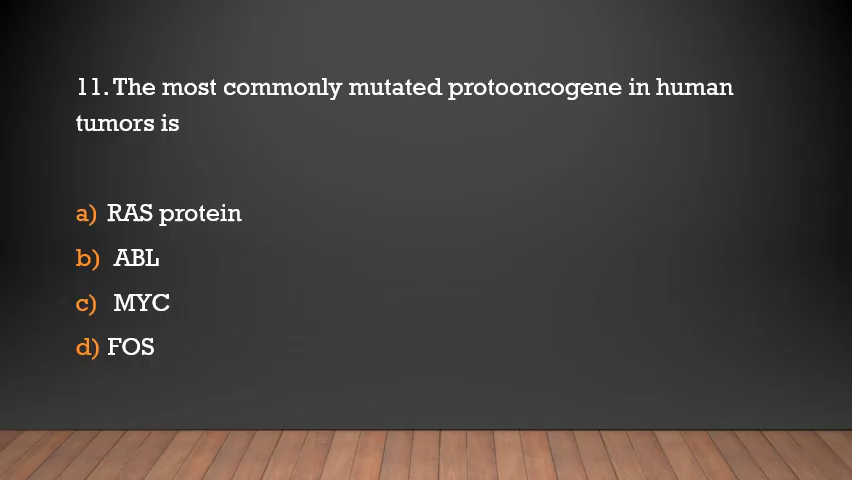 11. The most commonly mutated protooncogene in human
tumors is
a) RAS protein
b) ABL
c) MYC
d) FOS